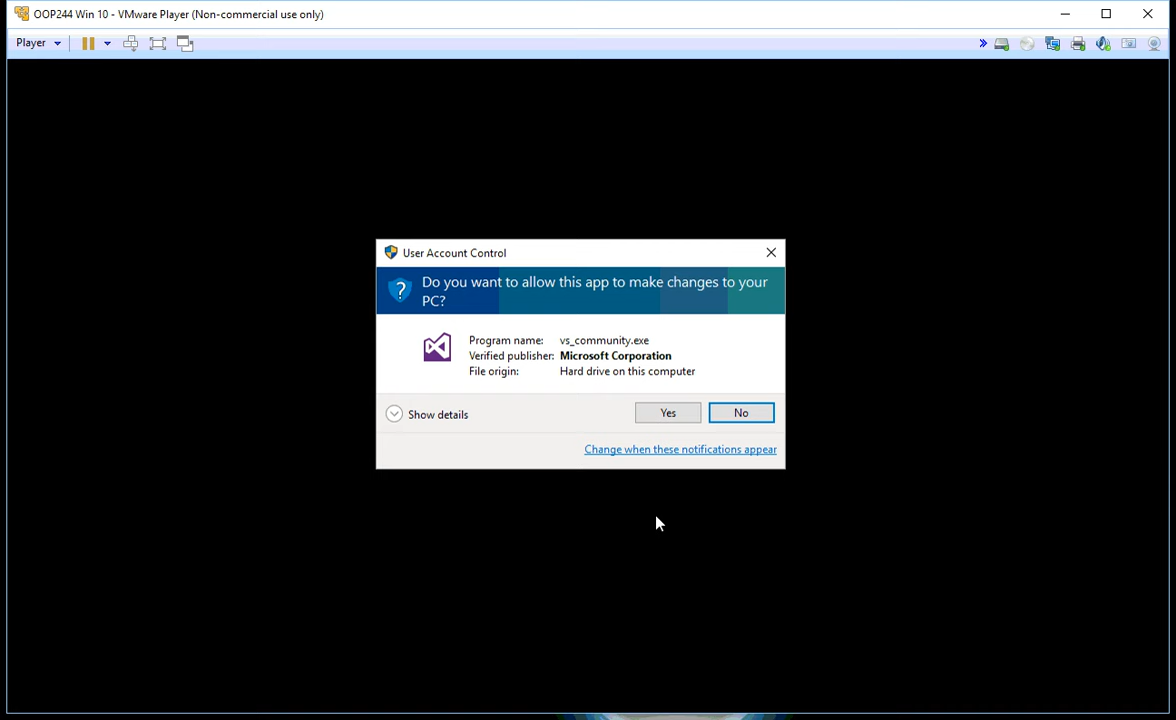 OOP244 Win 10 - VMware Player (Non-commercial use only)
Player
User Account Control
Do you want to allow this app to make changes to your
PC?
Program name: vs_community.exe
Verified publisher: Microsoft Corporation
File origin: Hard drive on this computer
Show details
Yes
No
Change when these notifications appear